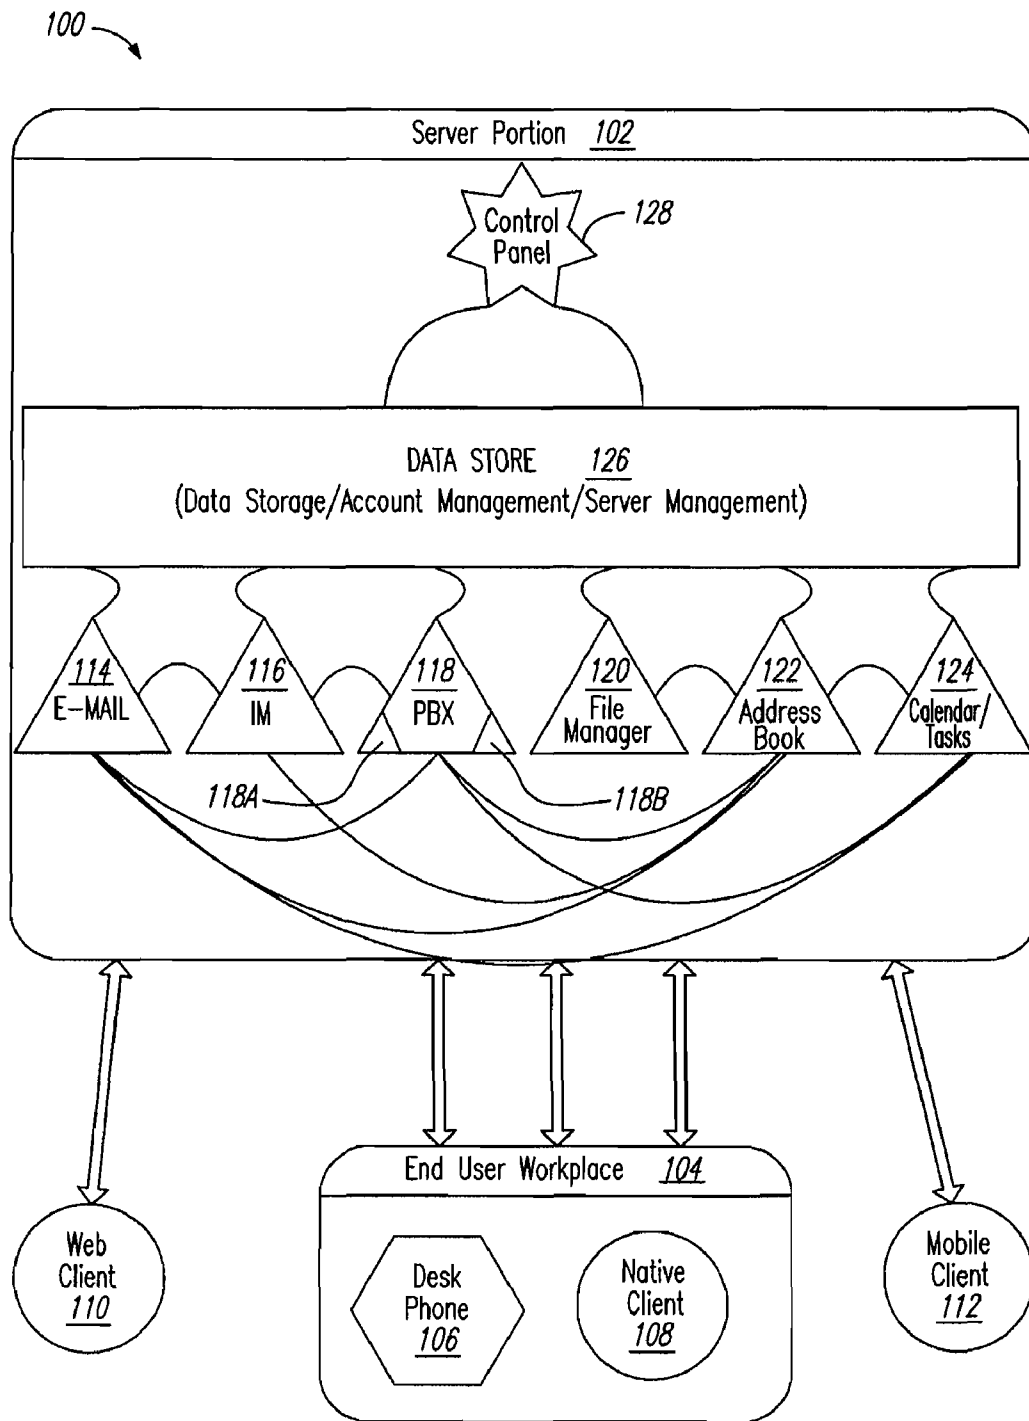 100
Server Portion 102
Control
Panel
128
DATA STORE 126
(Data Storage/Account Management/Server Management)
114
E-MAIL
116
IM
118
PBX
120
File
Manager
122
Address
Book
124
Calendar/
Tasks
118A
118B
End User Workplace 104
Web
Client
110
Desk
Phone
106
Native
Client
108
Mobile
Client
112